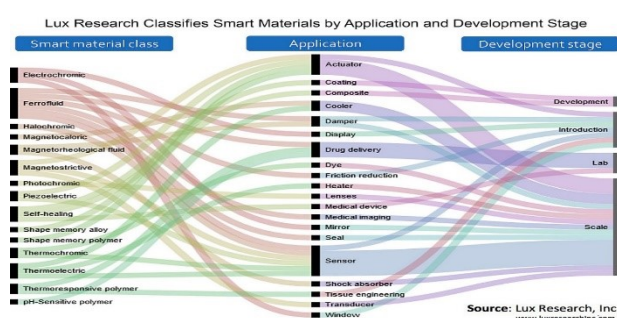 Lux Research Classifies Smart Materials by Application and Development Stage
Smart material class
Application
Development stage
Electrochromic
Ferrofluid
Halochromic
Magnetocaloric
Magnetorheological fluid
Magnetostrictive
Photochromic
Piezoelectric
Self-healing
Shape memory alloy
Shape memory polymer
Thermochromic
Thermoelectric
Thermoresponsive polymer
pH-Sensitive polymer
Actuator
Coating
Composite
Cooler
Damper
Display
Drug delivery
Dye
Friction reduction
Heater
Lenses
Medical device
Medical imaging
Mirror
Seal
Sensor
Shock absorber
Tissue engineering
Transducer
Window
Development
Introduction
Lab
Scale
Source: Lux Research, Inc